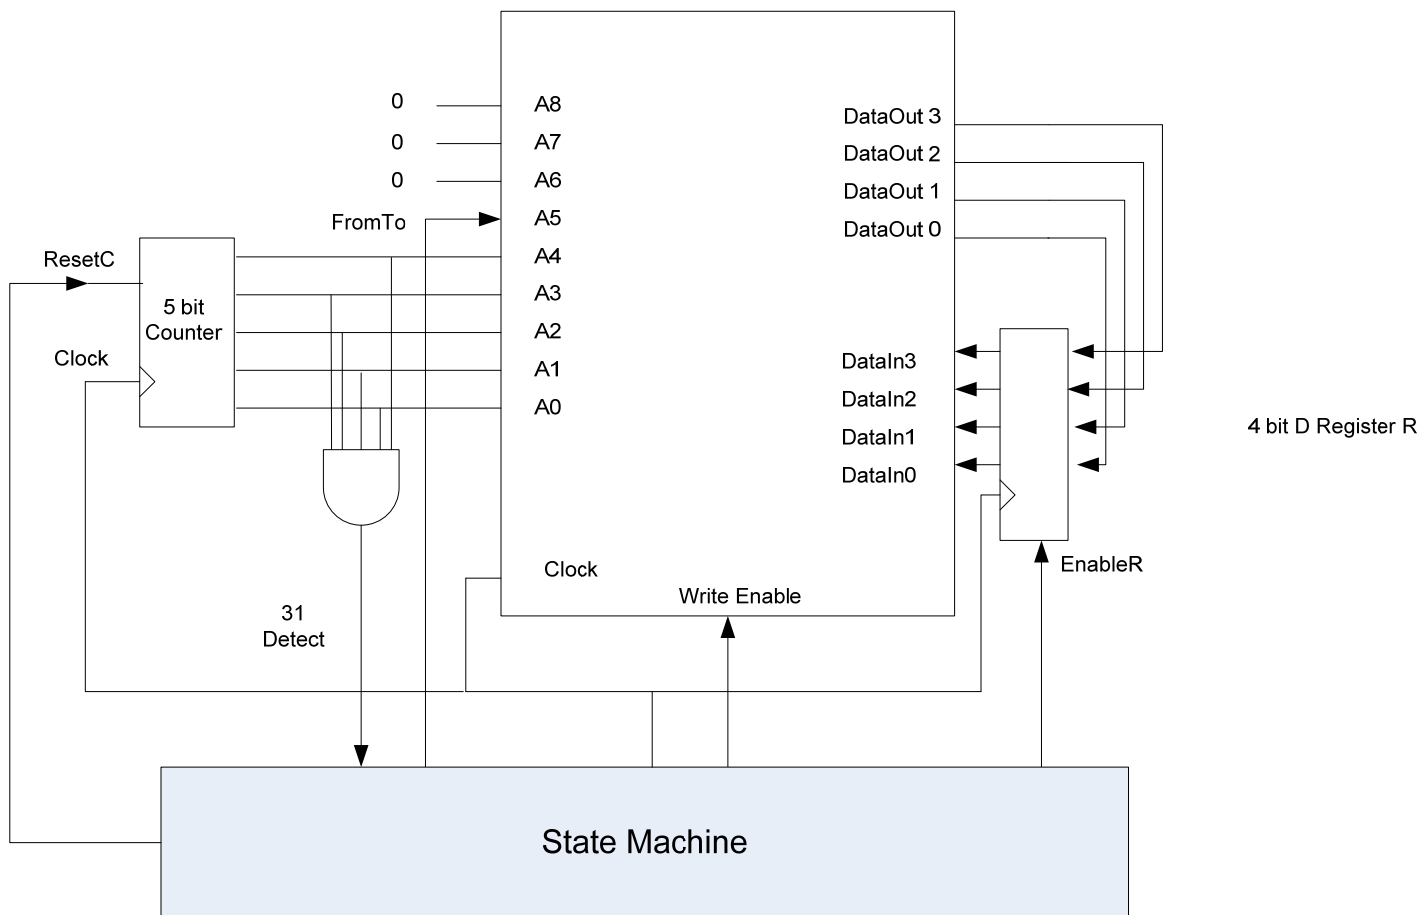 0
A8
DataOut 3
0
A7
DataOut 2
0
A6
DataOut 1
FromTo
A5
DataOut 0
ResetC
A4
5 bit
Counter
A3
A2
Clock
A1
A0
DataIn3
DataIn2
DataIn1
DataIn0
4 bit D Register R
Clock
EnableR
Write Enable
31
Detect
State Machine